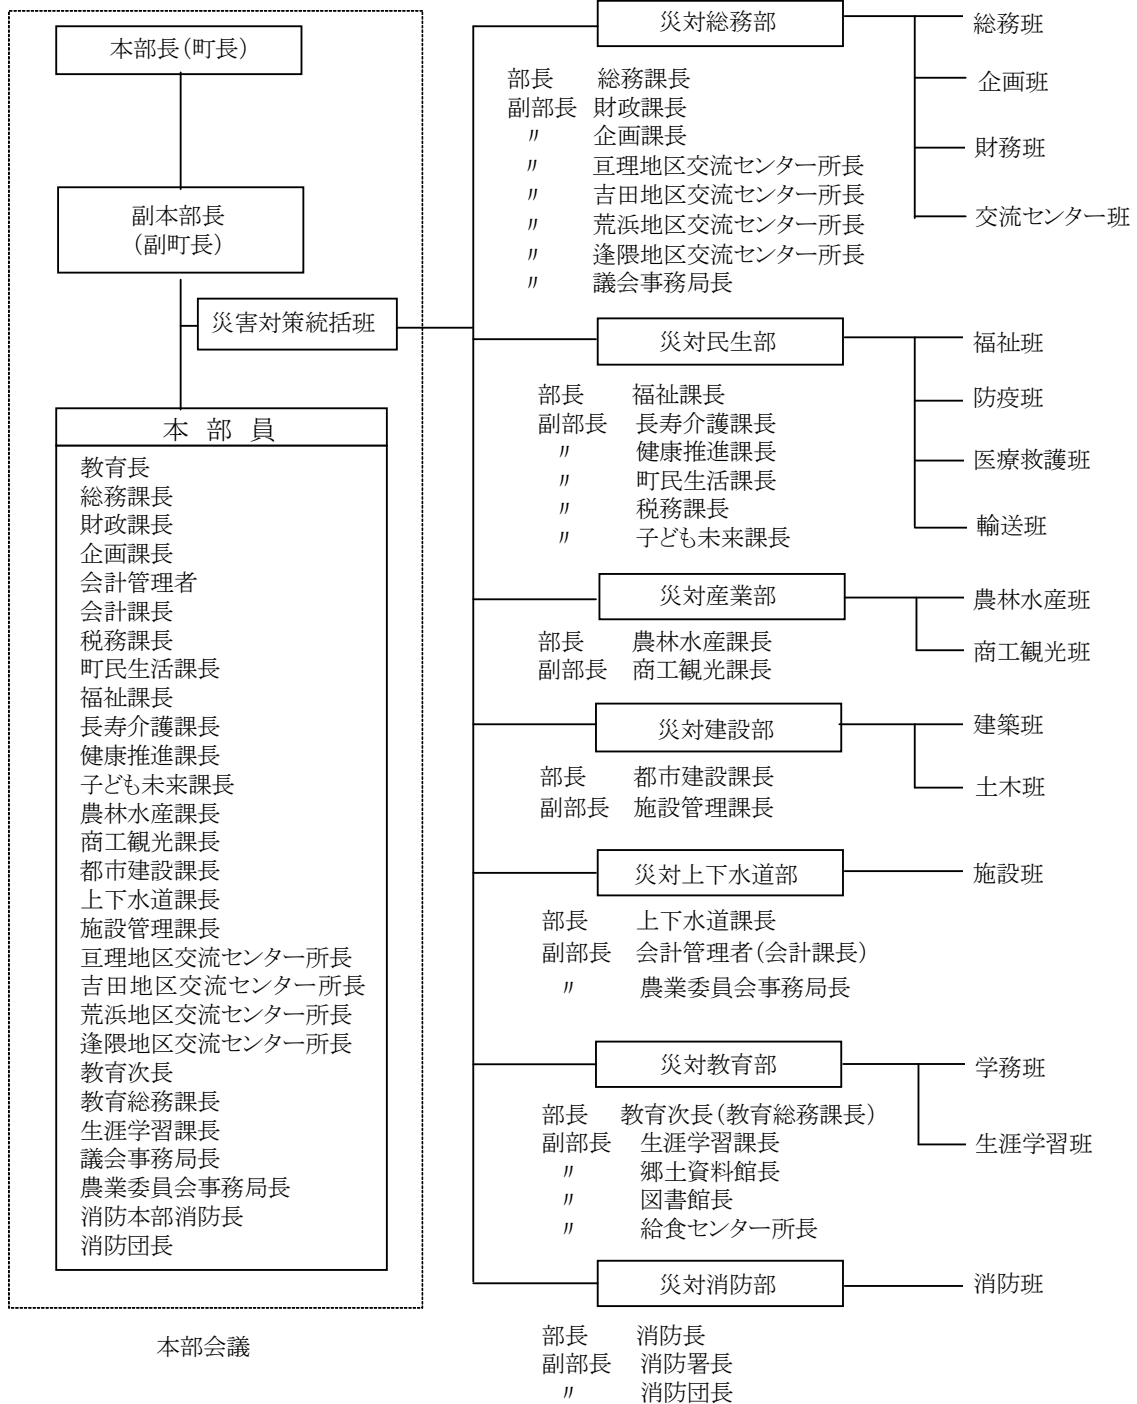 本部長（町長）
副本部長
（副町長）
災害対策統括班
本 部 員
教育長
総務課長
財政課長
企画課長
会計管理者
会計課長
税務課長
町民生活課長
福祉課長
長寿介護課長
健康推進課長
子ども未来課長
農林水産課長
商工観光課長
都市建設課長
上下水道課長
施設管理課長
亘理地区交流センター所長
吉田地区交流センター所長
荒浜地区交流センター所長
逢隈地区交流センター所長
教育次長
教育総務課長
生涯学習課長
議会事務局長
農業委員会事務局長
消防本部消防長
消防団長
本部会議
災対総務部
部長 総務課長
副部長 財政課長
〃 企画課長
〃 亘理地区交流センター所長
〃 吉田地区交流センター所長
〃 荒浜地区交流センター所長
〃 逢隈地区交流センター所長
〃 議会事務局長
総務班
企画班
財務班
交流センター班
災対民生部
部長 福祉課長
副部長 長寿介護課長
〃 健康推進課長
〃 町民生活課長
〃 税務課長
〃 子ども未来課長
福祉班
防疫班
医療救護班
輸送班
災対産業部
部長 農林水産課長
副部長 商工観光課長
農林水産班
商工観光班
災対建設部
部長 都市建設課長
副部長 施設管理課長
建築班
土木班
災対上下水道部
部長 上下水道課長
副部長 会計管理者（会計課長）
〃 農業委員会事務局長
施設班
災対教育部
部長 教育次長（教育総務課長）
副部長 生涯学習課長
〃 郷土資料館長
〃 図書館長
〃 給食センター所長
学務班
生涯学習班
災対消防部
部長 消防長
副部長 消防署長
〃 消防団長
消防班